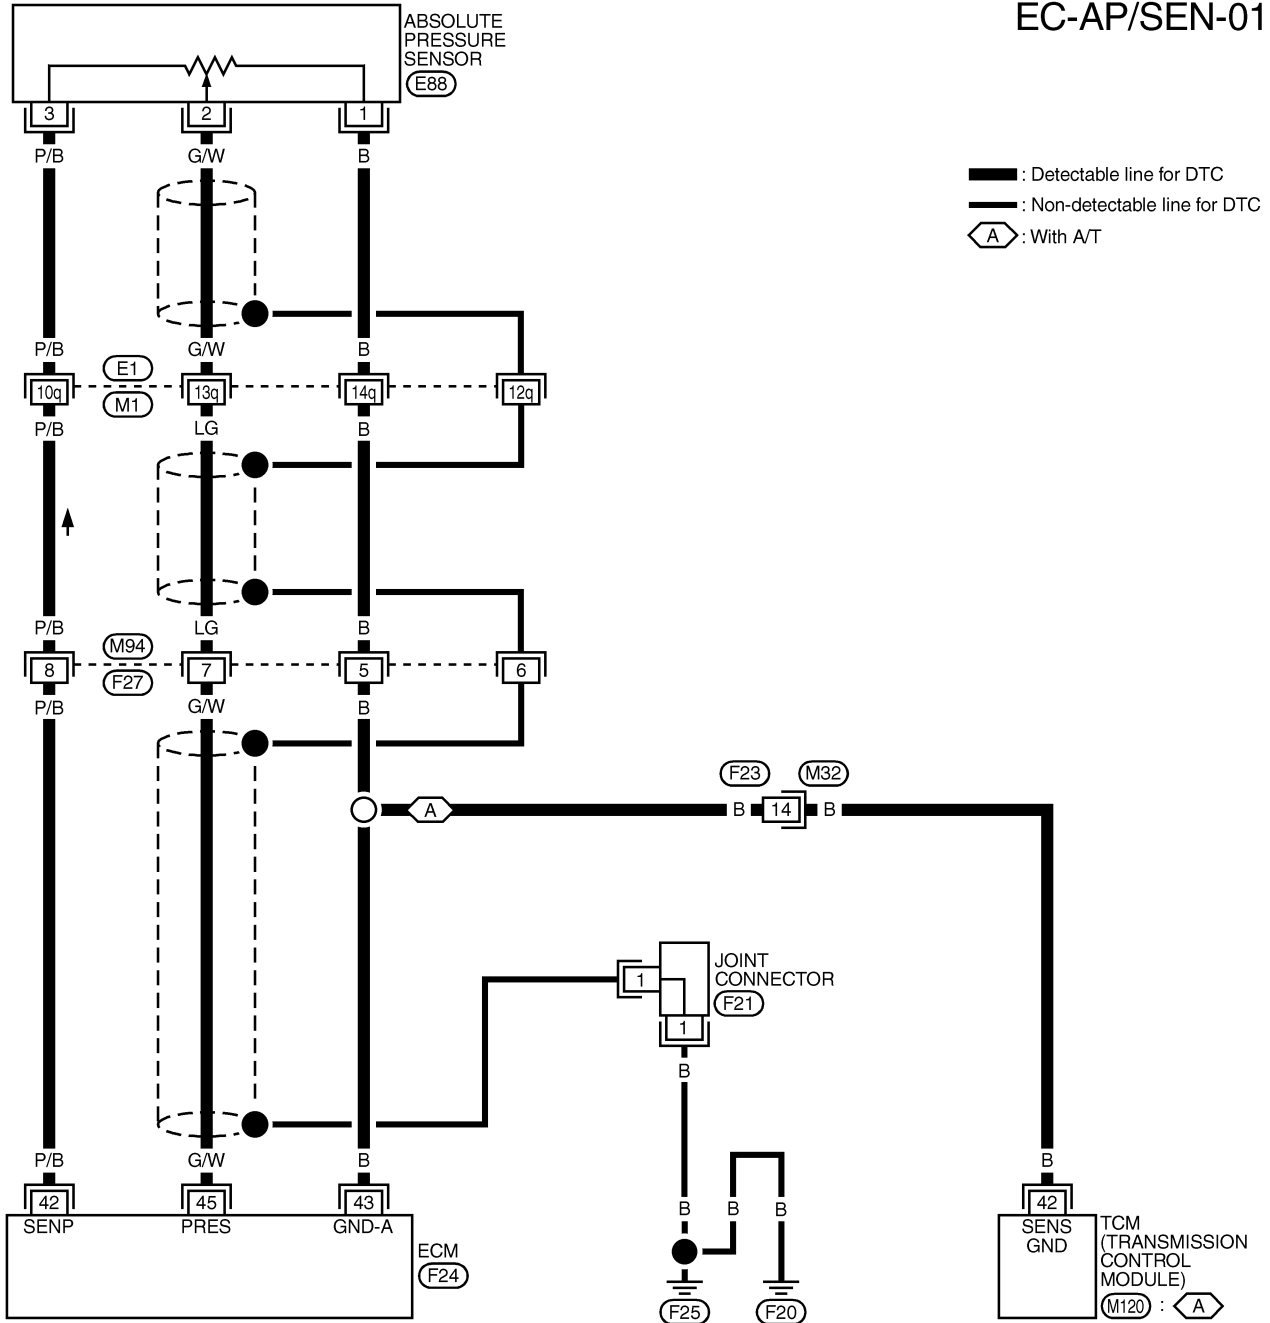 EC-AP/SEN-01
ABSOLUTE
PRESSURE
SENSOR
E88
3
2
1
P/B
G/W
B
: Detectable line for DTC
: Non-detectable line for DTC
A : With A/T
P/B
G/W
B
E1
10q
13q
14q
12q
M1
P/B
LG
B
P/B
LG
B
M94
8
7
5
6
F27
P/B
G/W
B
F23
M32
A
B
14
B
JOINT
CONNECTOR
F21
1
1
B
P/B
G/W
B
B
42
45
43
42
SENP
PRES
GND-A
B
B
B
SENS
GND
TCM
(TRANSMISSION
CONTROL
MODULE)
M120 : A
ECM
F24
F25
F20